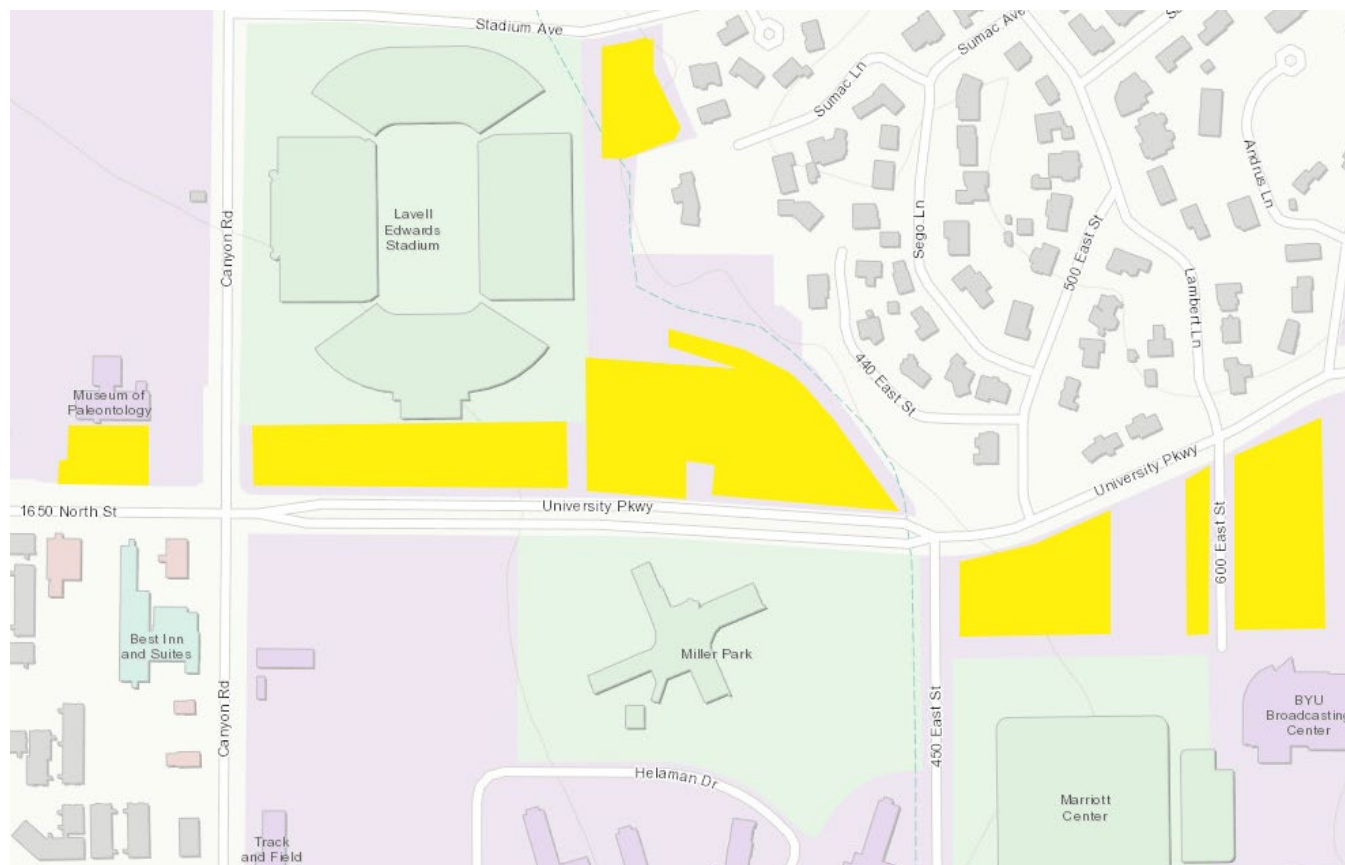 Stadium Ave
Sumac Ave
Sumac Ln
Andrus Ln
Lavell
Edwards
Stadium
Canyon Rd
Sego Ln
500 East St
Lambert Ln
440 East St
Museum of
Paleontology
University Pkwy
1650 North St
University Pkwy
600 East St
Best Inn
and Suites
Miller Park
Canyon Rd
450 East St
BYU
Broadcasting
Center
Helaman Dr
Marriott
Center
Track
and Field